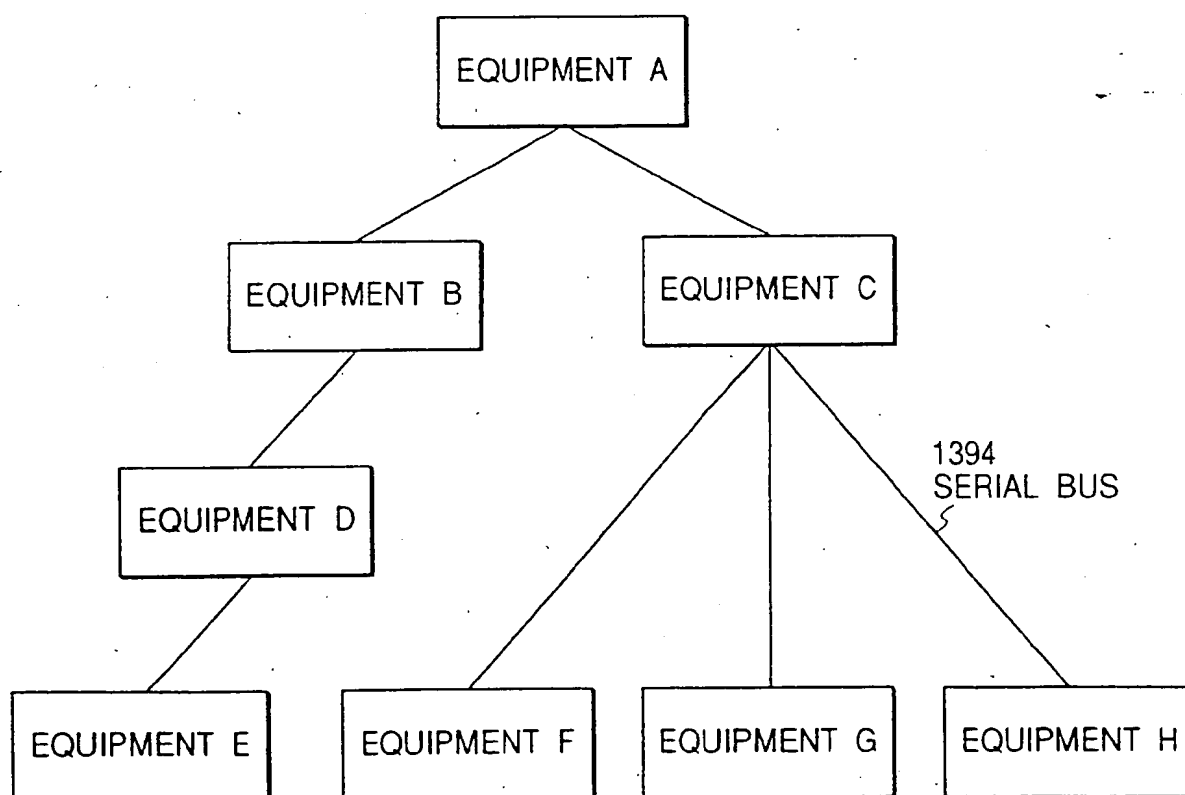 EQUIPMENT A
EQUIPMENT B
EQUIPMENT C
1394
SERIAL BUS
EQUIPMENT D
EQUIPMENT E
EQUIPMENT F
EQUIPMENT G
EQUIPMENT H